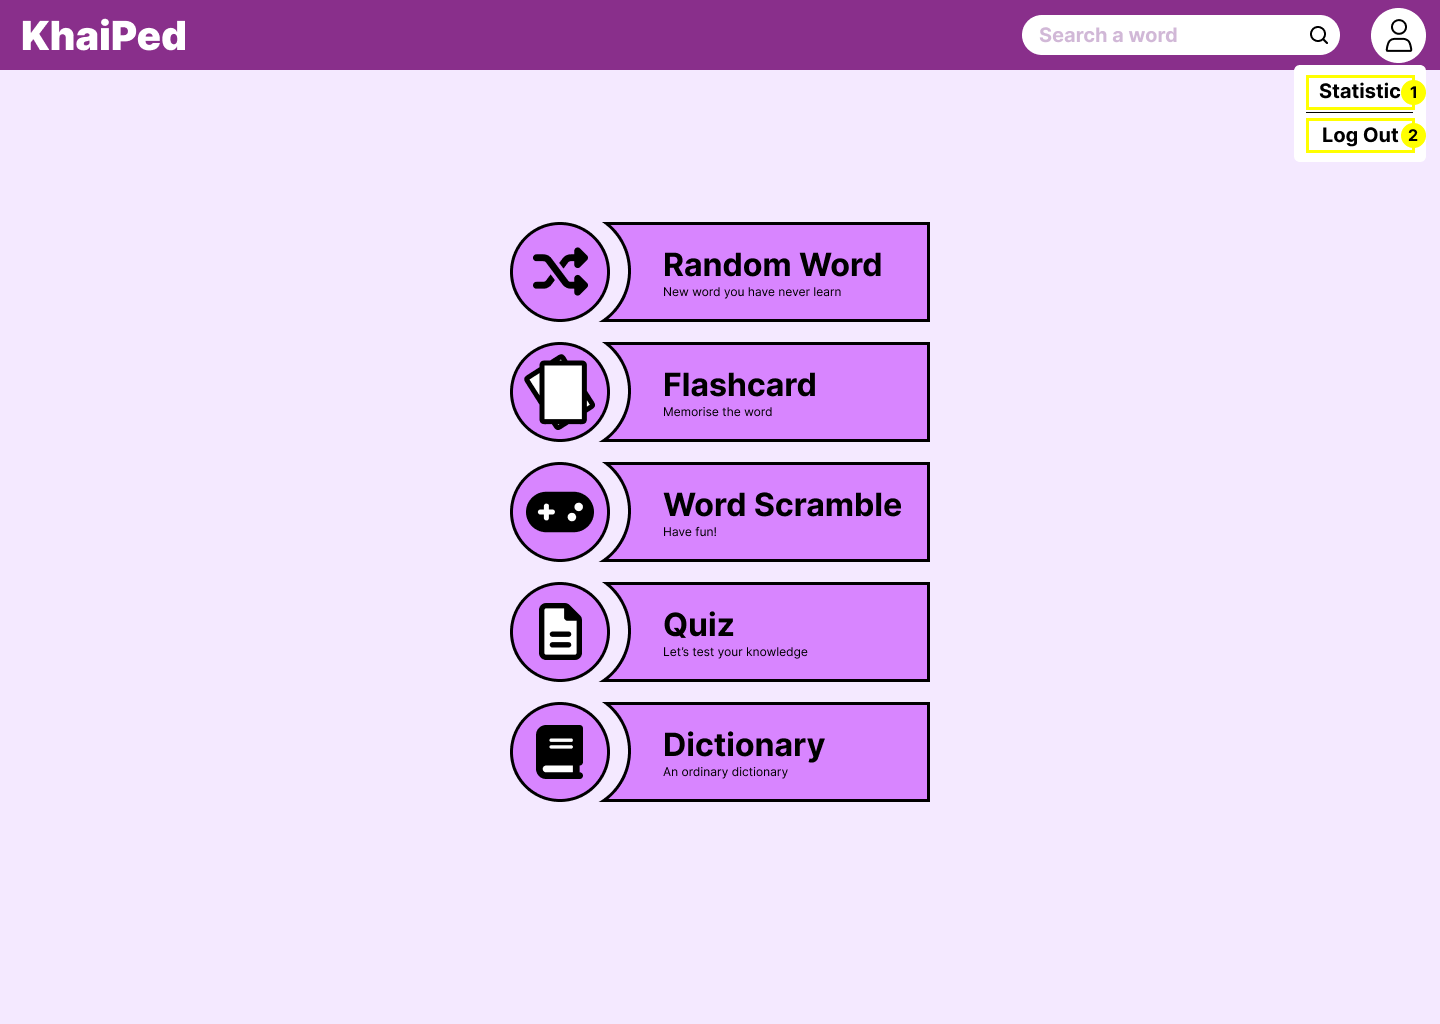 KhaiPed
Search a word
Statistic 1
Log Out 2
Random Word
New word you have never learn
Flashcard
Memorise the word
Word Scramble
Have fun!
Quiz
Let's test your knowledge
Dictionary
An ordinary dictionary